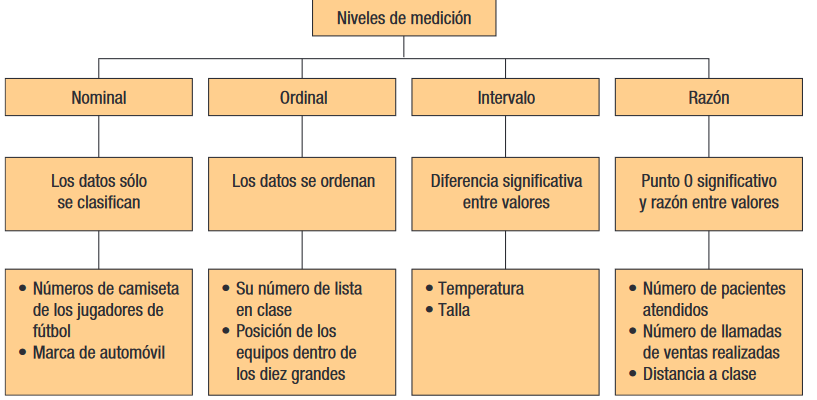 Niveles de medición
Nominal
Ordinal
Intervalo
Razón
Los datos sólo
se clasifican
Los datos se ordenan
Diferencia significativa
entre valores
Punto 0 significativo
y razón entre valores
• Números de camiseta
de los jugadores de
fútbol
• Marca de automóvil
• Su número de lista
en clase
• Posición de los
equipos dentro de
los diez grandes
• Temperatura
• Talla
• Número de pacientes
atendidos
• Número de llamadas
de ventas realizadas
• Distancia a clase